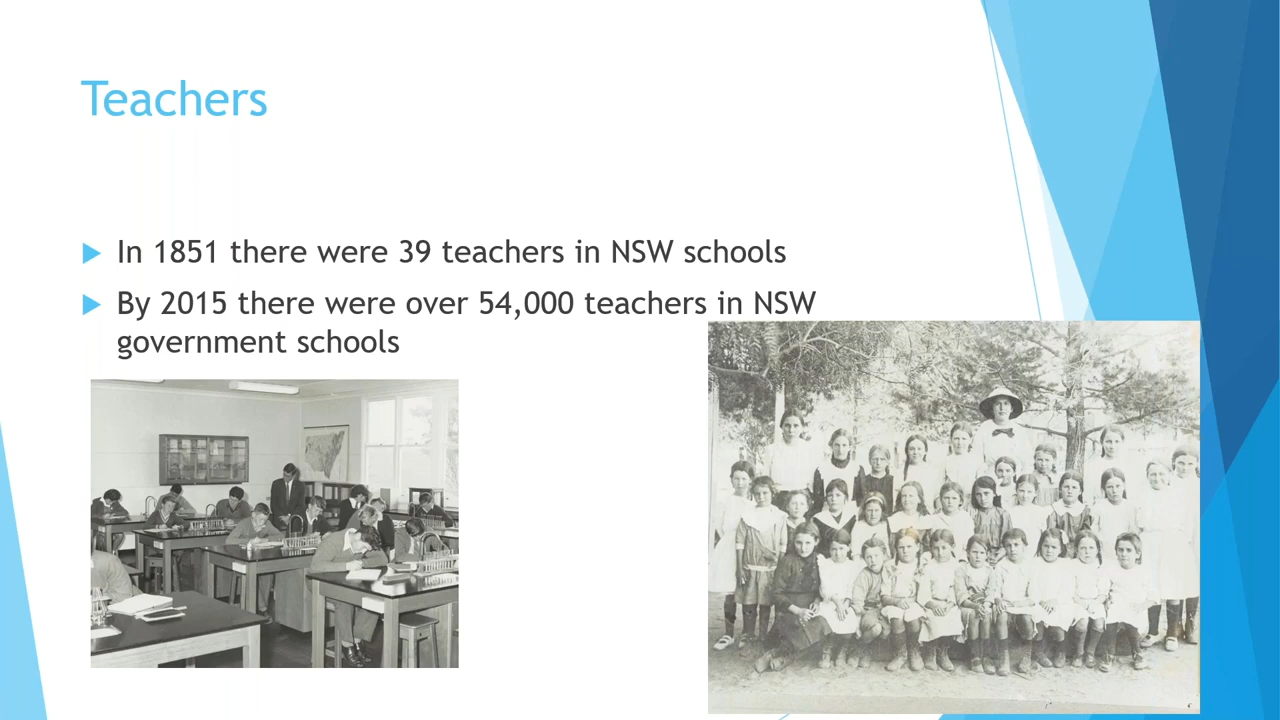 Teachers
In 1851 there were 39 teachers in NSW schools
By 2015 there were over 54,000 teachers in NSW
government schools